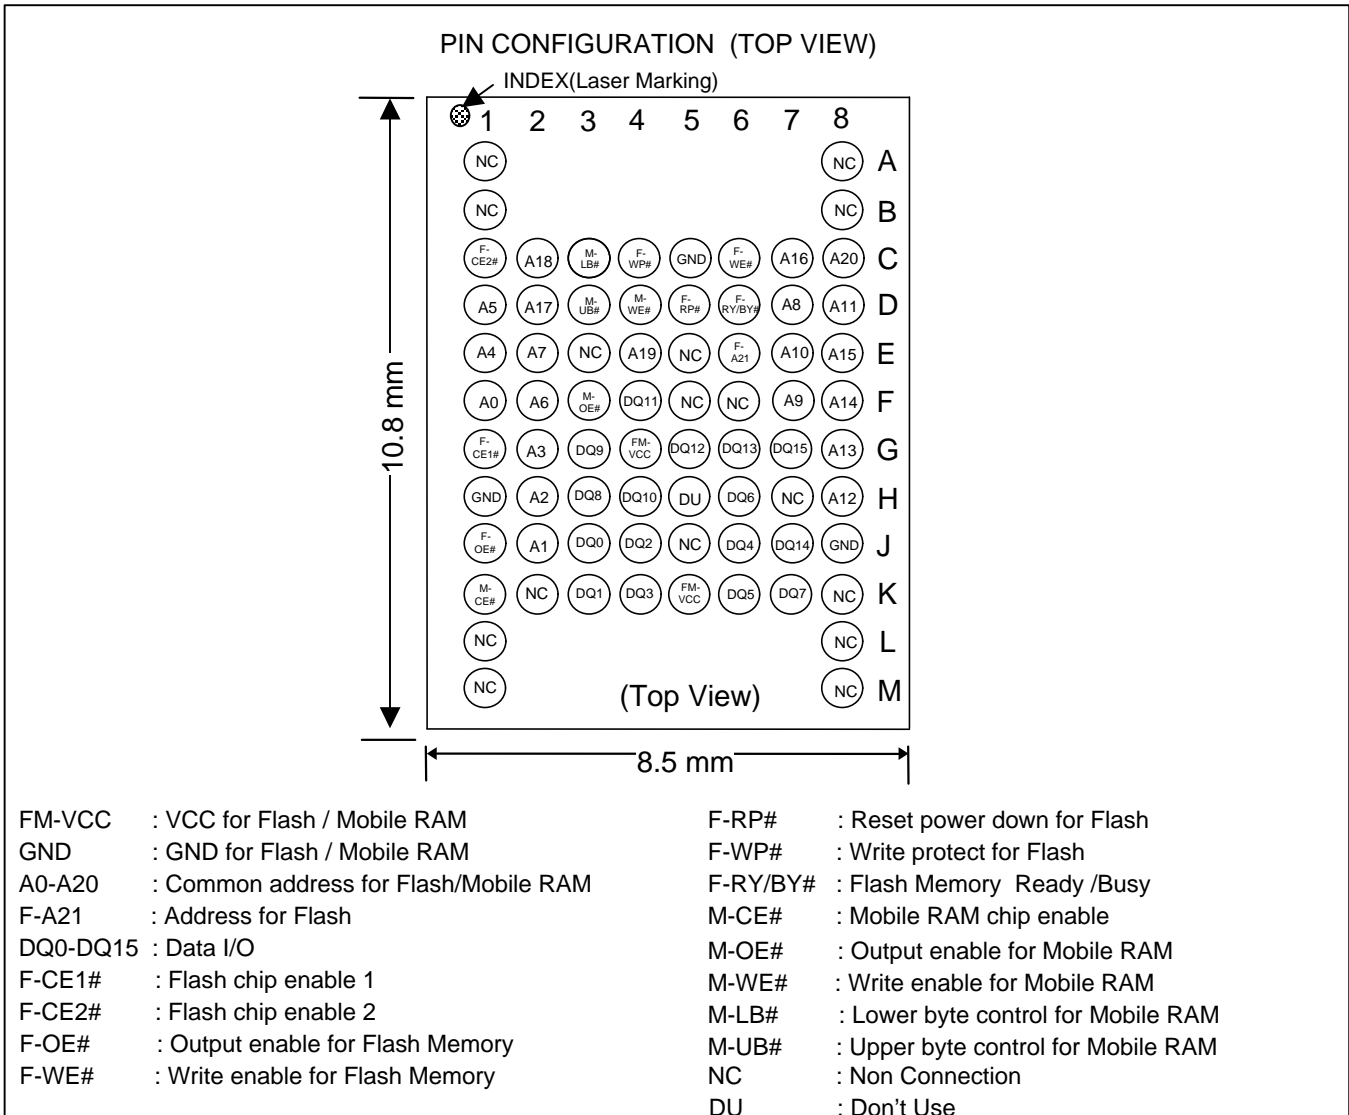 PIN CONFIGURATION (TOP VIEW)
INDEX(Laser Marking)
1 2 3 4 5 6 7 8
NC NC A
NC NC B
F-CE2# A18 M-LB# F-WP# GND F-WE# A16 A20 C
A5 A17 M-UB# M-WE# F-RP# F-RY/BY# A8 A11 D
A4 A7 NC A19 NC F-A21 A10 A15 E
A0 A6 M-OE# DQ11 NC NC A9 A14 F
F-CE1# A3 DQ9 FM-VCC DQ12 DQ13 DQ15 A13 G
GND A2 DQ8 DQ10 DU DQ6 NC A12 H
F-OE# A1 DQ0 DQ2 NC DQ4 DQ14 GND J
M-CE# NC DQ1 DQ3 FM-VCC DQ5 DQ7 NC K
NC NC L
NC (Top View) NC M
10.8 mm
8.5 mm
FM-VCC : VCC for Flash / Mobile RAM
GND : GND for Flash / Mobile RAM
A0-A20 : Common address for Flash/Mobile RAM
F-A21 : Address for Flash
DQ0-DQ15 : Data I/O
F-CE1# : Flash chip enable 1
F-CE2# : Flash chip enable 2
F-OE# : Output enable for Flash Memory
F-WE# : Write enable for Flash Memory
F-RP# : Reset power down for Flash
F-WP# : Write protect for Flash
F-RY/BY# : Flash Memory Ready /Busy
M-CE# : Mobile RAM chip enable
M-OE# : Output enable for Mobile RAM
M-WE# : Write enable for Mobile RAM
M-LB# : Lower byte control for Mobile RAM
M-UB# : Upper byte control for Mobile RAM
NC : Non Connection
DU : Don't Use